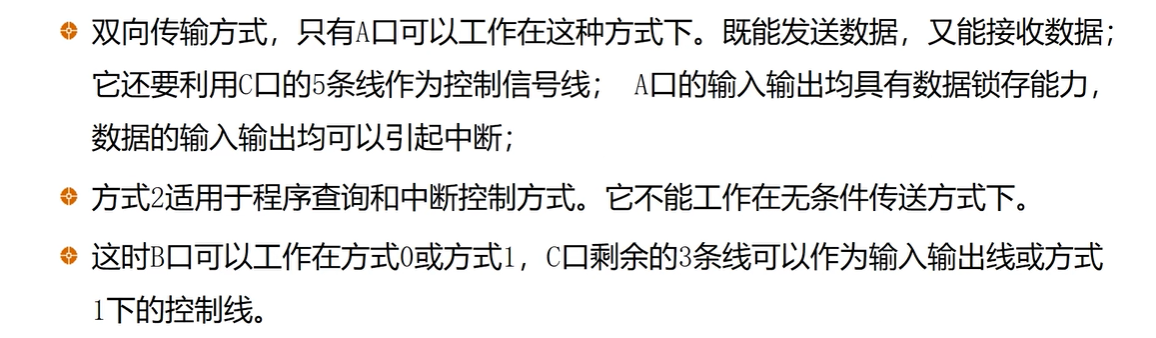 双向传输方式，只有A口可以工作在这种方式下。既能发送数据，又能接收数据；
它还要利用C口的5条线作为控制信号线； A口的输入输出均具有数据锁存能力，
数据的输入输出均可以引起中断；
方式2适用于程序查询和中断控制方式。它不能工作在无条件传送方式下。
这时B口可以工作在方式0或方式1，C口剩余的3条线可以作为输入输出线或方式
1下的控制线。